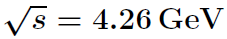 √s = 4.26 GeV